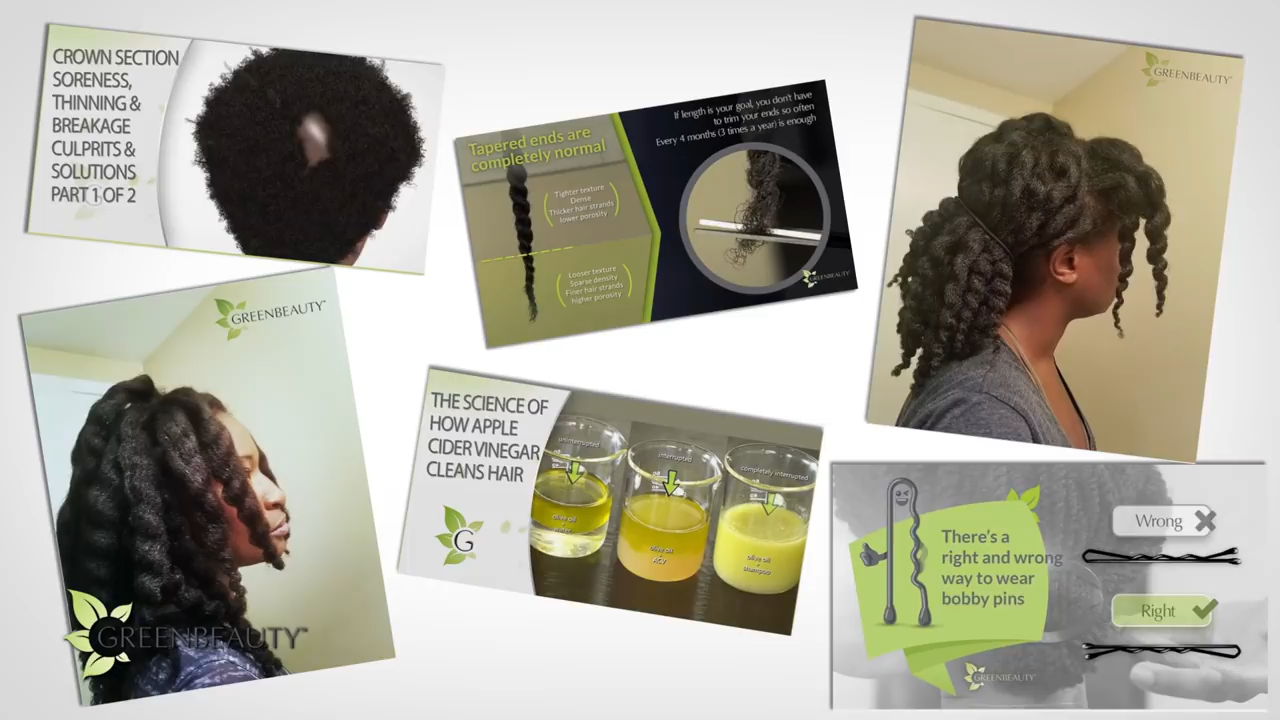 CROWN SECTION
SORENESS,
THINNING &
BREAKAGE
CULPRITS &
SOLUTIONS
PART 1 OF 2
Tapered ends are
completely normal
Tighter texture
Dense
Thicker hair strands
lower porosity
Looser texture
Sparse density
Finer hair strands
higher porosity
If length is your goal, you don't have
to trim your ends so often
Every 4 months (3 times a year) is enough
GREENBEAUTY
GREENBEAUTY™
GREENBEAUTY
GREENBEAUTY™
THE SCIENCE OF
HOW APPLE
CIDER VINEGAR
CLEANS HAIR
G
uninterrupted
olive oil
water
interrupted
olive oil
ACV
completely interrupted
olive oil
shampoo
There's a
right and wrong
way to wear
bobby pins
Wrong
Right
GREENBEAUTY